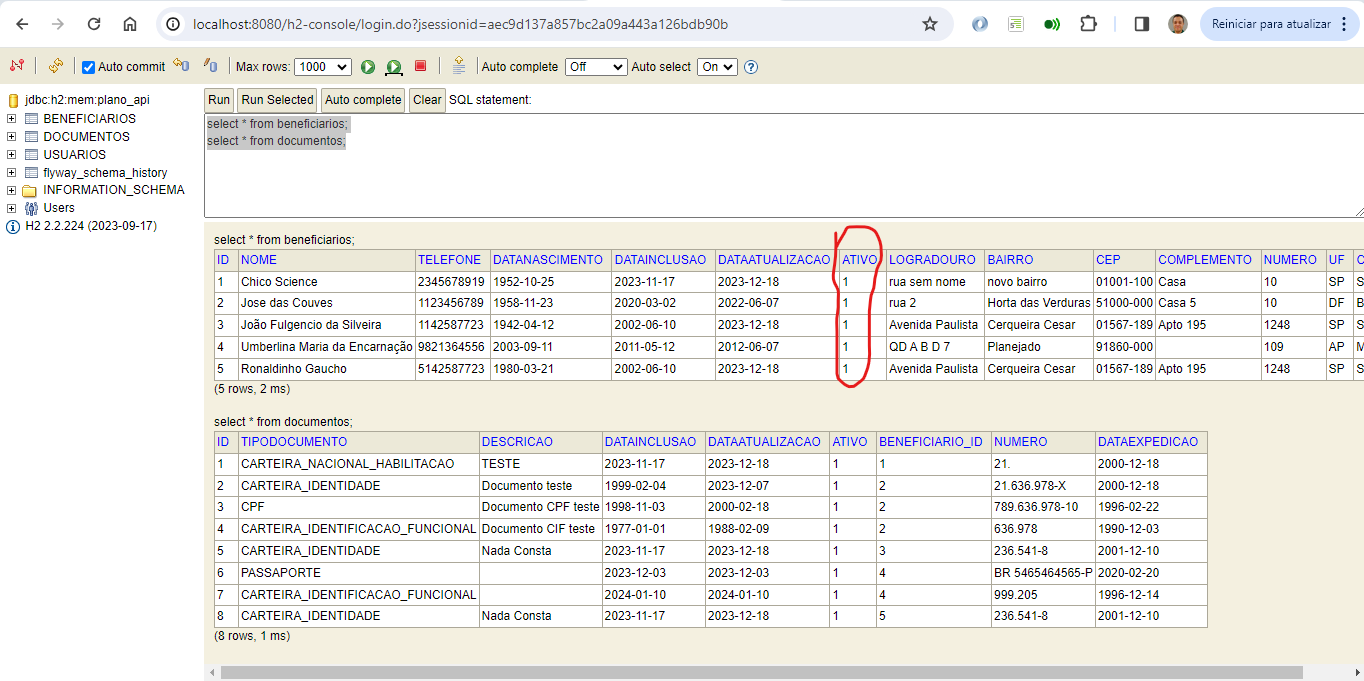 localhost:8080/h2-console/login.do?jsessionid=aec9d137a857bc2a09a443a126bdb90b
Reiniciar para atualizar
Auto commit Max rows: 1000 Auto complete Off Auto select On
jdbc:h2:mem:plano_api
BENEFICIARIOS
DOCUMENTOS
USUARIOS
flyway_schema_history
INFORMATION_SCHEMA
Users
H2 2.2.224 (2023-09-17)
Run Run Selected Auto complete Clear SQL statement:
select * from beneficiarios;
select * from documentos;
select * from beneficiarios;
ID NOME TELEFONE DATANASCIMENTO DATAINCLUSAO DATAATUALIZACAO ATIVO LOGRADOURO BAIRRO CEP COMPLEMENTO NUMERO UF C
1 Chico Science 2345678919 1952-10-25 2023-11-17 2023-12-18 1 rua sem nome novo bairro 01001-100 Casa 10 SP S
2 Jose das Couves 1123456789 1958-11-23 2020-03-02 2022-06-07 1 rua 2 Horta das Verduras 51000-000 Casa 5 10 DF B
3 João Fulgencio da Silveira 1142587723 1942-04-12 2002-06-10 2023-12-18 1 Avenida Paulista Cerqueira Cesar 01567-189 Apto 195 1248 SP S
4 Umberlina Maria da Encarnação 9821364556 2003-09-11 2011-05-12 2012-06-07 1 QD A B D 7 Planejado 91860-000 109 AP M
5 Ronaldinho Gaucho 5142587723 1980-03-21 2002-06-10 2023-12-18 1 Avenida Paulista Cerqueira Cesar 01567-189 Apto 195 1248 SP S
(5 rows, 2 ms)
select * from documentos;
ID TIPODOCUMENTO DESCRICAO DATAINCLUSAO DATAATUALIZACAO ATIVO BENEFICIARIO_ID NUMERO DATAEXPEDICAO
1 CARTEIRA_NACIONAL_HABILITACAO TESTE 2023-11-17 2023-12-18 1 1 21. 2000-12-18
2 CARTEIRA_IDENTIDADE Documento teste 1999-02-04 2023-12-07 1 2 21.636.978-X 2000-12-18
3 CPF Documento CPF teste 1998-11-03 2000-02-18 1 2 789.636.978-10 1996-02-22
4 CARTEIRA_IDENTIFICACAO_FUNCIONAL Documento CIF teste 1977-01-01 1988-02-09 1 2 636.978 1990-12-03
5 CARTEIRA_IDENTIDADE Nada Consta 2023-11-17 2023-12-18 1 3 236.541-8 2001-12-10
6 PASSAPORTE 2023-12-03 2023-12-03 1 4 BR 5465464565-P 2020-02-20
7 CARTEIRA_IDENTIFICACAO_FUNCIONAL 2024-01-10 2024-01-10 1 4 999.205 1996-12-14
8 CARTEIRA_IDENTIDADE Nada Consta 2023-11-17 2023-12-18 1 5 236.541-8 2001-12-10
(8 rows, 1 ms)